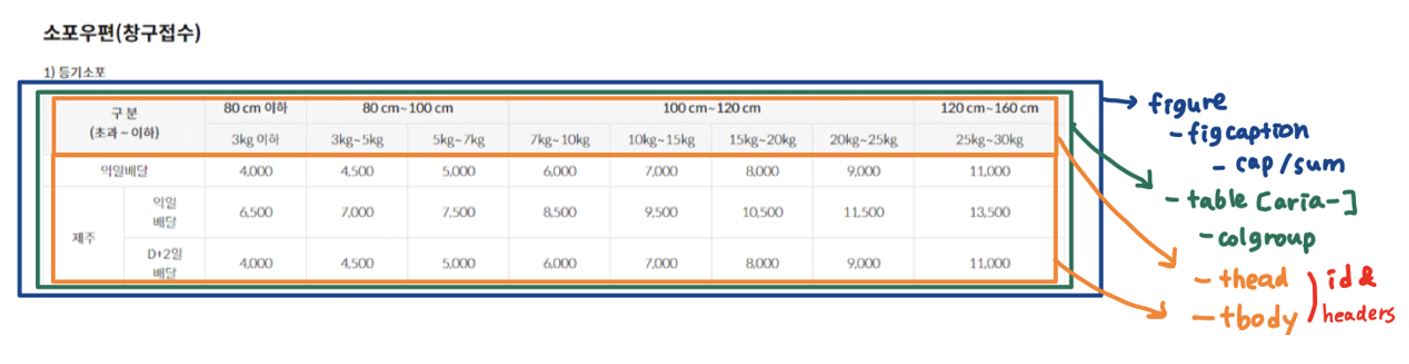 소포우편(창구접수)
1) 등기소포
구 분
(초과 ~ 이하)
80 cm 이하 80 cm~100 cm 100 cm~120 cm 120 cm~160 cm
3kg 이하 3kg~5kg 5kg~7kg 7kg~10kg 10kg~15kg 15kg~20kg 20kg~25kg 25kg~30kg
익일배달 4,000 4,500 5,000 6,000 7,000 8,000 9,000 11,000
제주
익일
배달
6,500 7,000 7,500 8,500 9,500 10,500 11,500 13,500
D+2일
배달
4,000 4,500 5,000 6,000 7,000 8,000 9,000 11,000
figure
- figcaption
- cap/sum
- table [aria-]
- colgroup
- thead
- tbody
id &
headers